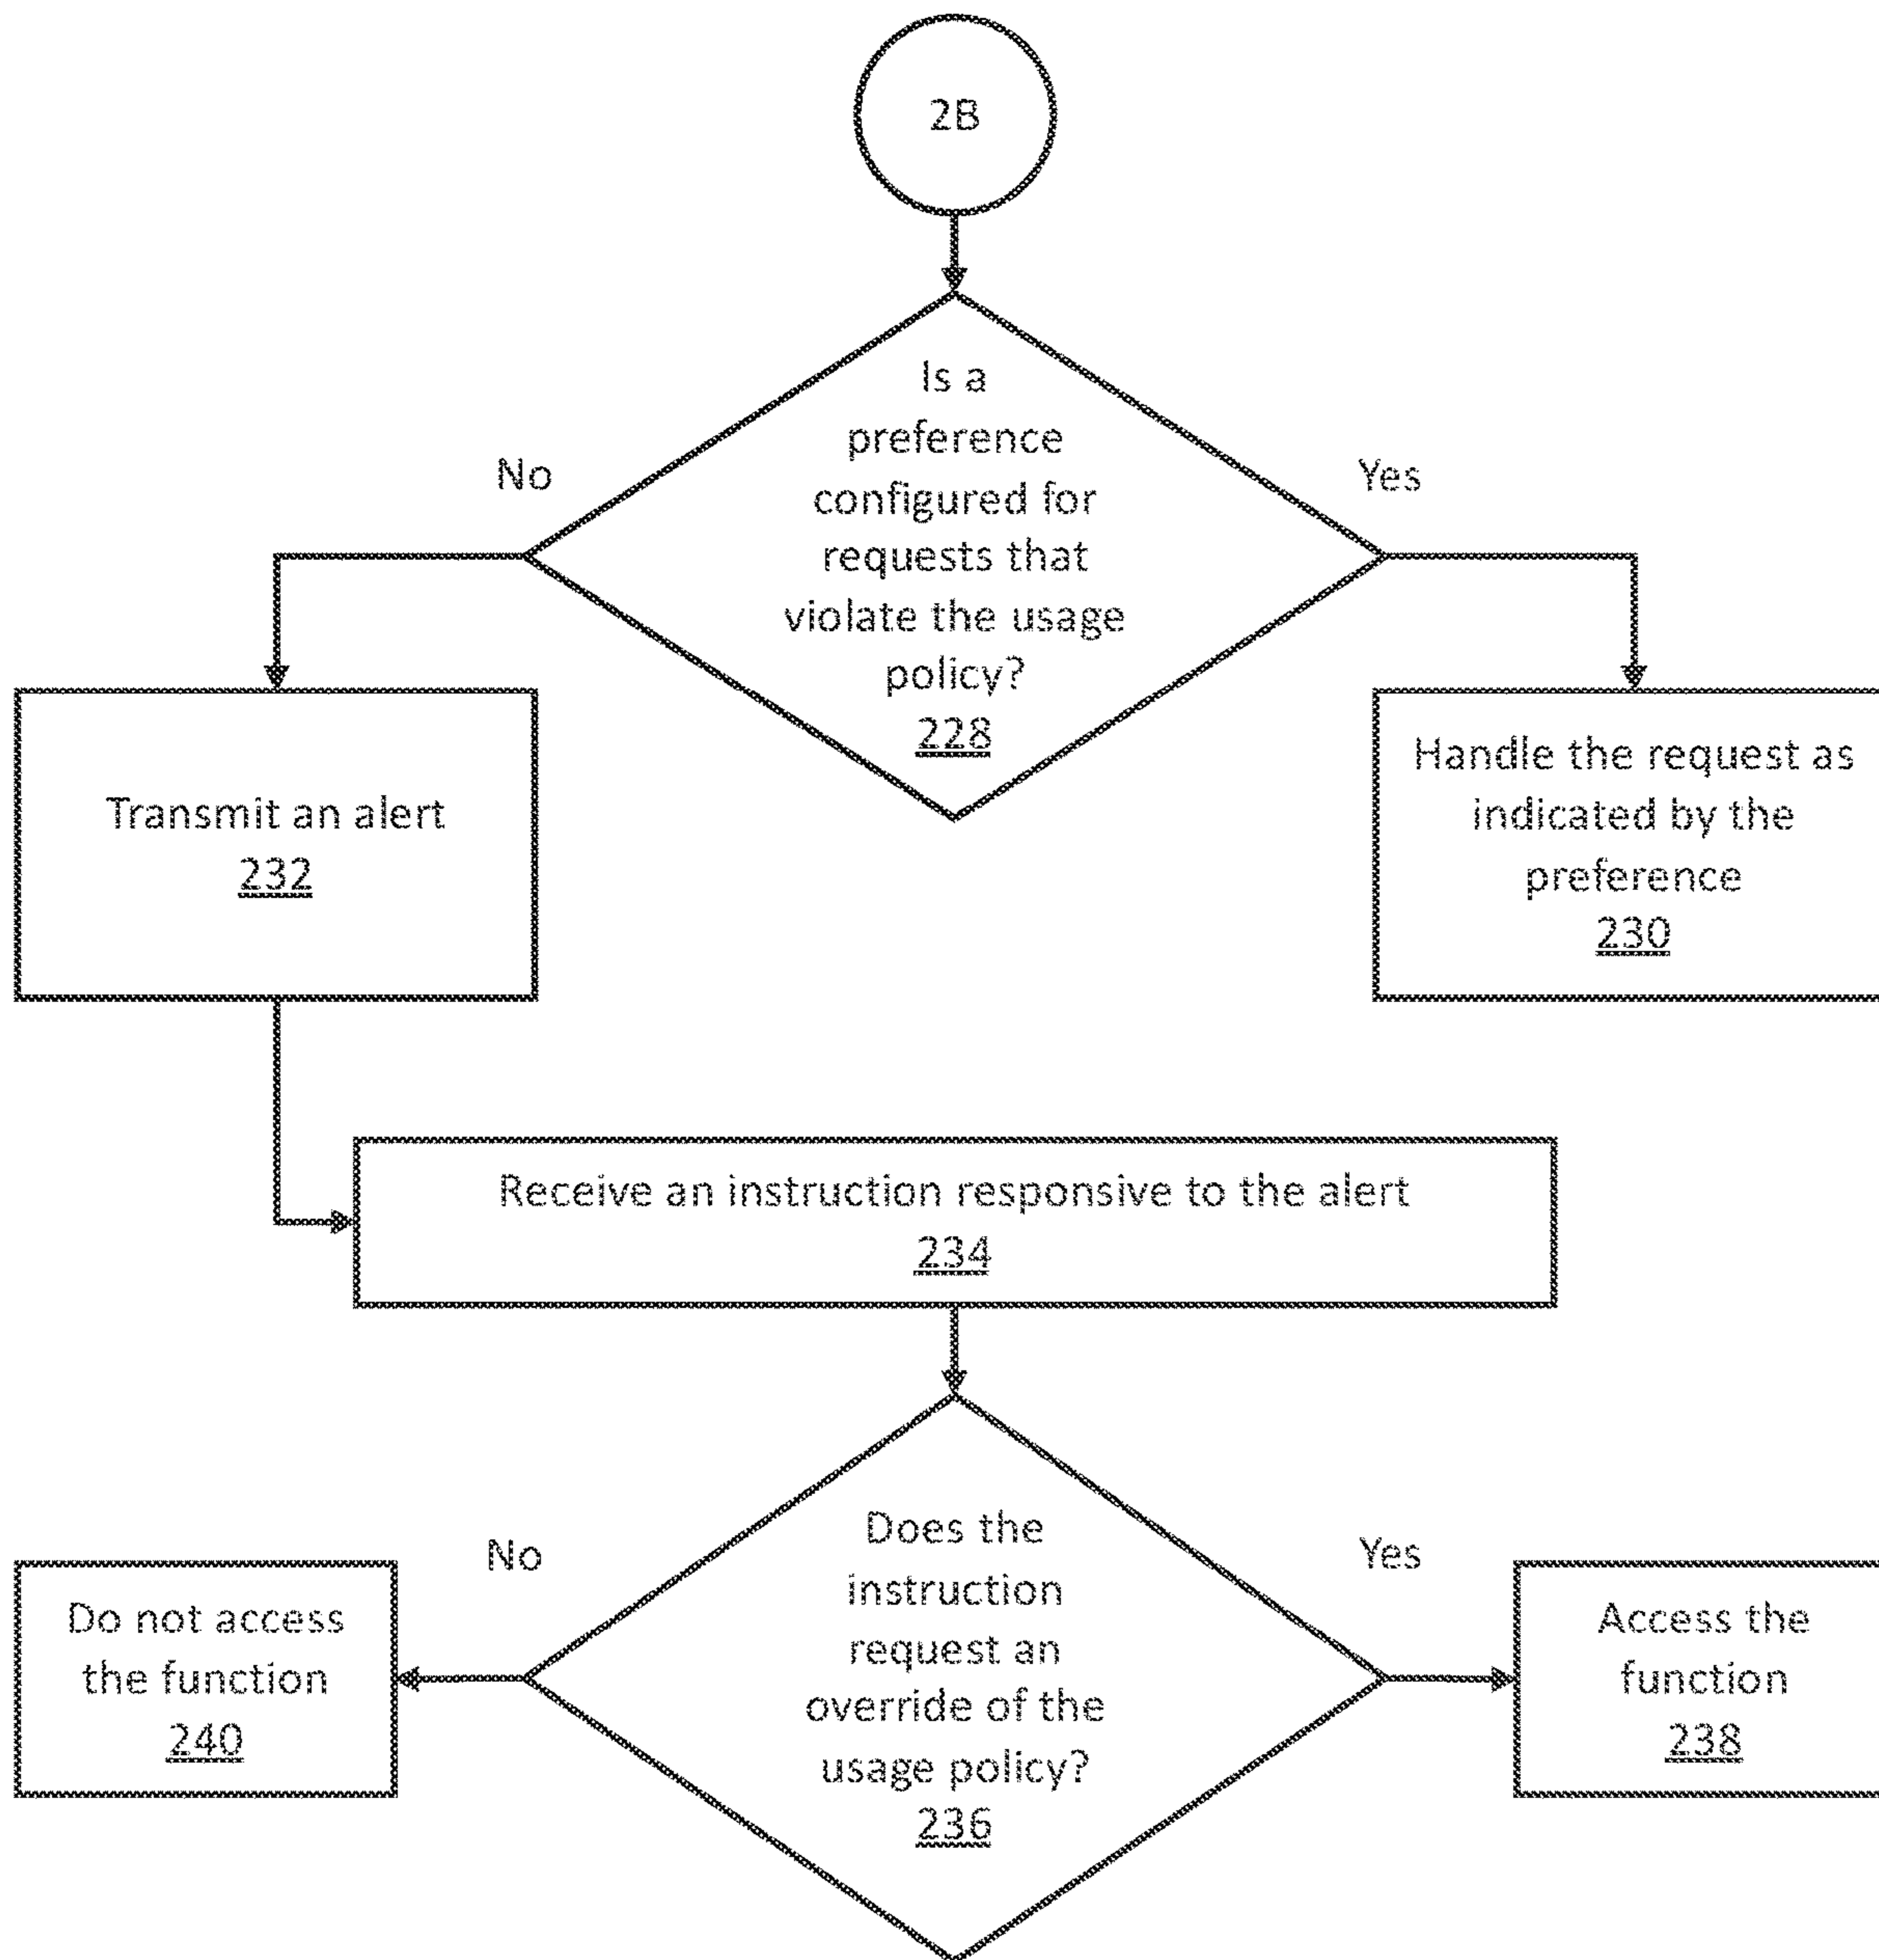 2B
Is a
preference
configured for
requests that
violate the usage
policy?
228
No
Yes
Transmit an alert
232
Handle the request as
indicated by the
preference
230
Receive an instruction responsive to the alert
234
Does the
instruction
request an
override of the
usage policy?
236
No
Yes
Do not access
the function
240
Access the
function
238